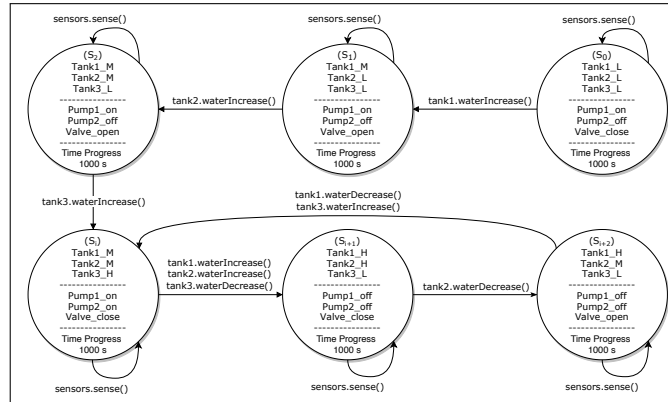 sensors.sense()
sensors.sense()
sensors.sense()
(S2)
Tank1_M
Tank2_M
Tank3_L
------------------
Pump1_on
Pump2_off
Valve_open
------------------
Time Progress
1000 s
tank2.waterIncrease()
(S1)
Tank1_M
Tank2_L
Tank3_L
------------------
Pump1_on
Pump2_off
Valve_open
------------------
Time Progress
1000 s
tank1.waterIncrease()
(S0)
Tank1_L
Tank2_L
Tank3_L
------------------
Pump1_on
Pump2_off
Valve_close
------------------
Time Progress
1000 s
tank3.waterIncrease()
tank1.waterDecrease()
tank3.waterIncrease()
(Si)
Tank1_M
Tank2_M
Tank3_H
------------------
Pump1_on
Pump2_on
Valve_close
------------------
Time Progress
1000 s
tank1.waterIncrease()
tank2.waterIncrease()
tank3.waterDecrease()
(Si+1)
Tank1_H
Tank2_H
Tank3_L
------------------
Pump1_off
Pump2_off
Valve_close
------------------
Time Progress
1000 s
tank2.waterDecrease()
(Si+2)
Tank1_H
Tank2_M
Tank3_L
------------------
Pump1_off
Pump2_off
Valve_open
------------------
Time Progress
1000 s
sensors.sense()
sensors.sense()
sensors.sense()